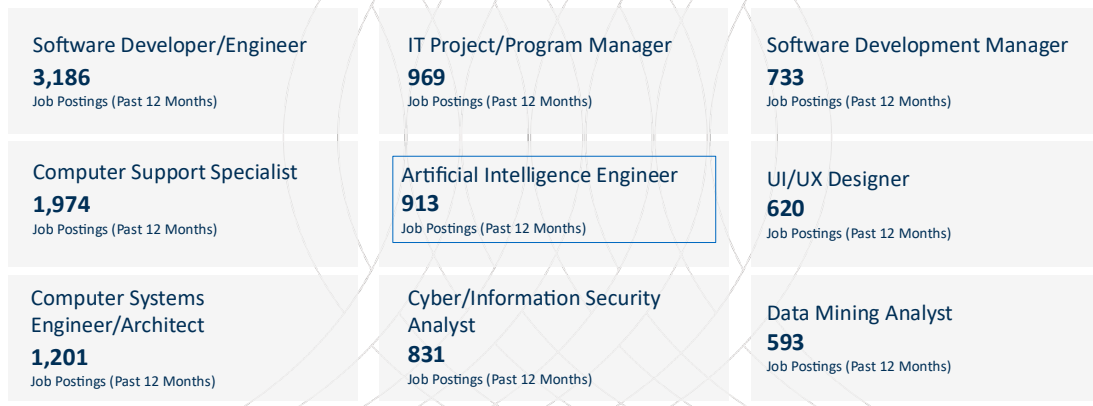 Software Developer/Engineer
3,186
Job Postings (Past 12 Months)
IT Project/Program Manager
969
Job Postings (Past 12 Months)
Software Development Manager
733
Job Postings (Past 12 Months)
Computer Support Specialist
1,974
Job Postings (Past 12 Months)
Artificial Intelligence Engineer
913
Job Postings (Past 12 Months)
UI/UX Designer
620
Job Postings (Past 12 Months)
Computer Systems
Engineer/Architect
1,201
Job Postings (Past 12 Months)
Cyber/Information Security
Analyst
831
Job Postings (Past 12 Months)
Data Mining Analyst
593
Job Postings (Past 12 Months)